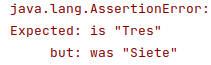 java.lang.AssertionError:
Expected: is "Tres"
     but: was "Siete"